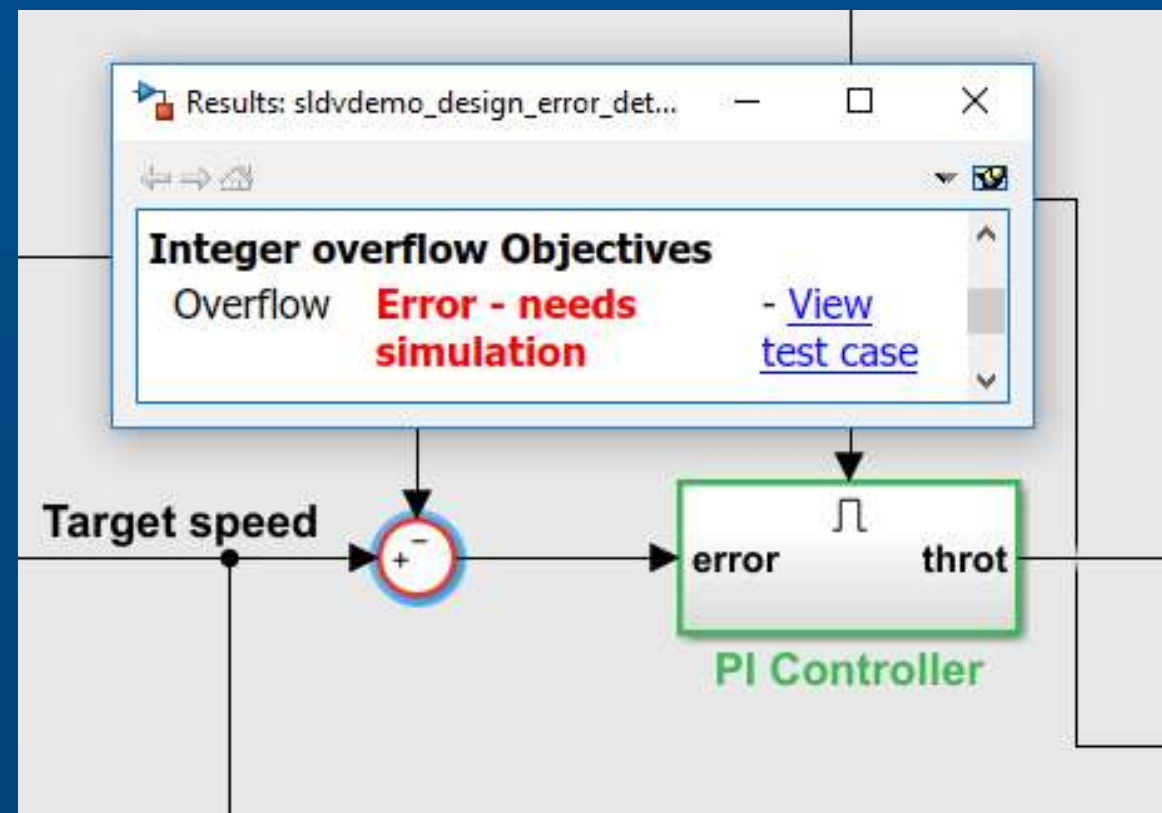 Results: sldvdemo_design_error_det...
Integer overflow Objectives
Overflow Error - needs - View
simulation test case
Target speed
+ −
error throt
PI Controller